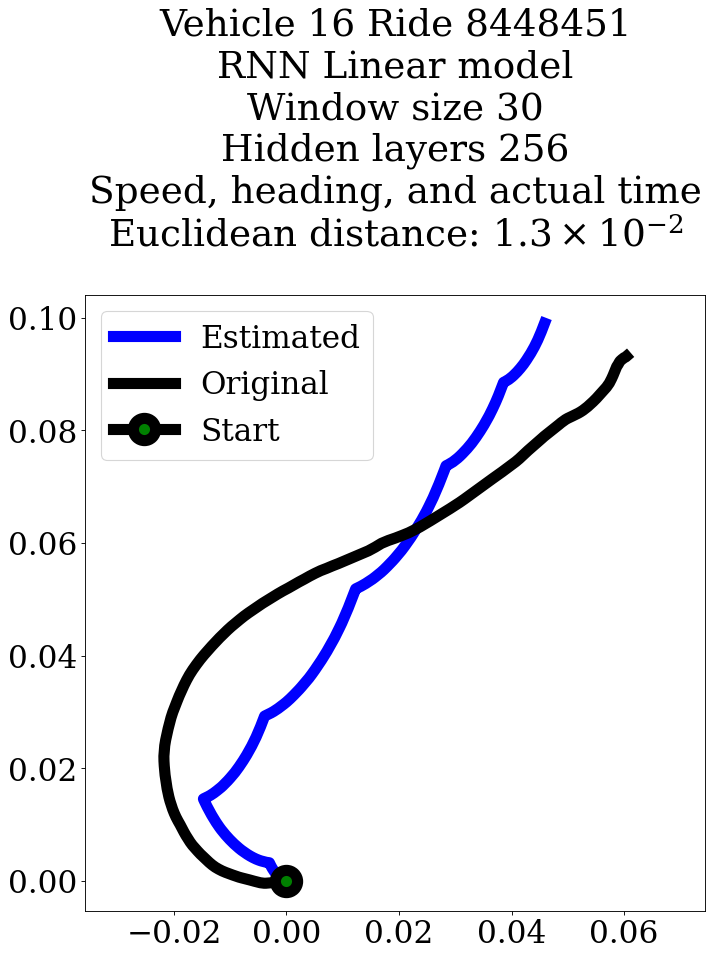 Vehicle 16 Ride 8448451
RNN Linear model
Window size 30
Hidden layers 256
Speed, heading, and actual time
Euclidean distance: 1.3 × 10⁻²
Estimated
Original
Start
0.10
0.08
0.06
0.04
0.02
0.00
−0.02 0.00 0.02 0.04 0.06